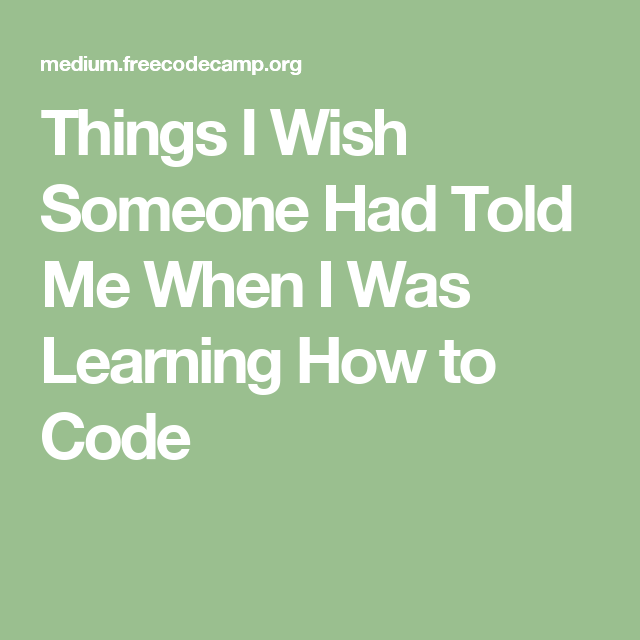 medium.freecodecamp.org
Things I Wish
Someone Had Told
Me When I Was
Learning How to
Code